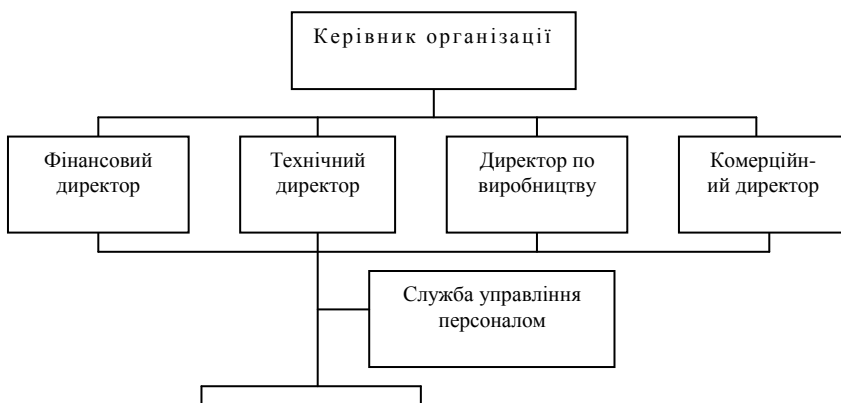 Керівник організації
Фінансовий
директор
Технічний
директор
Директор по
виробництву
Комерційн-
ий директор
Служба управління
персоналом